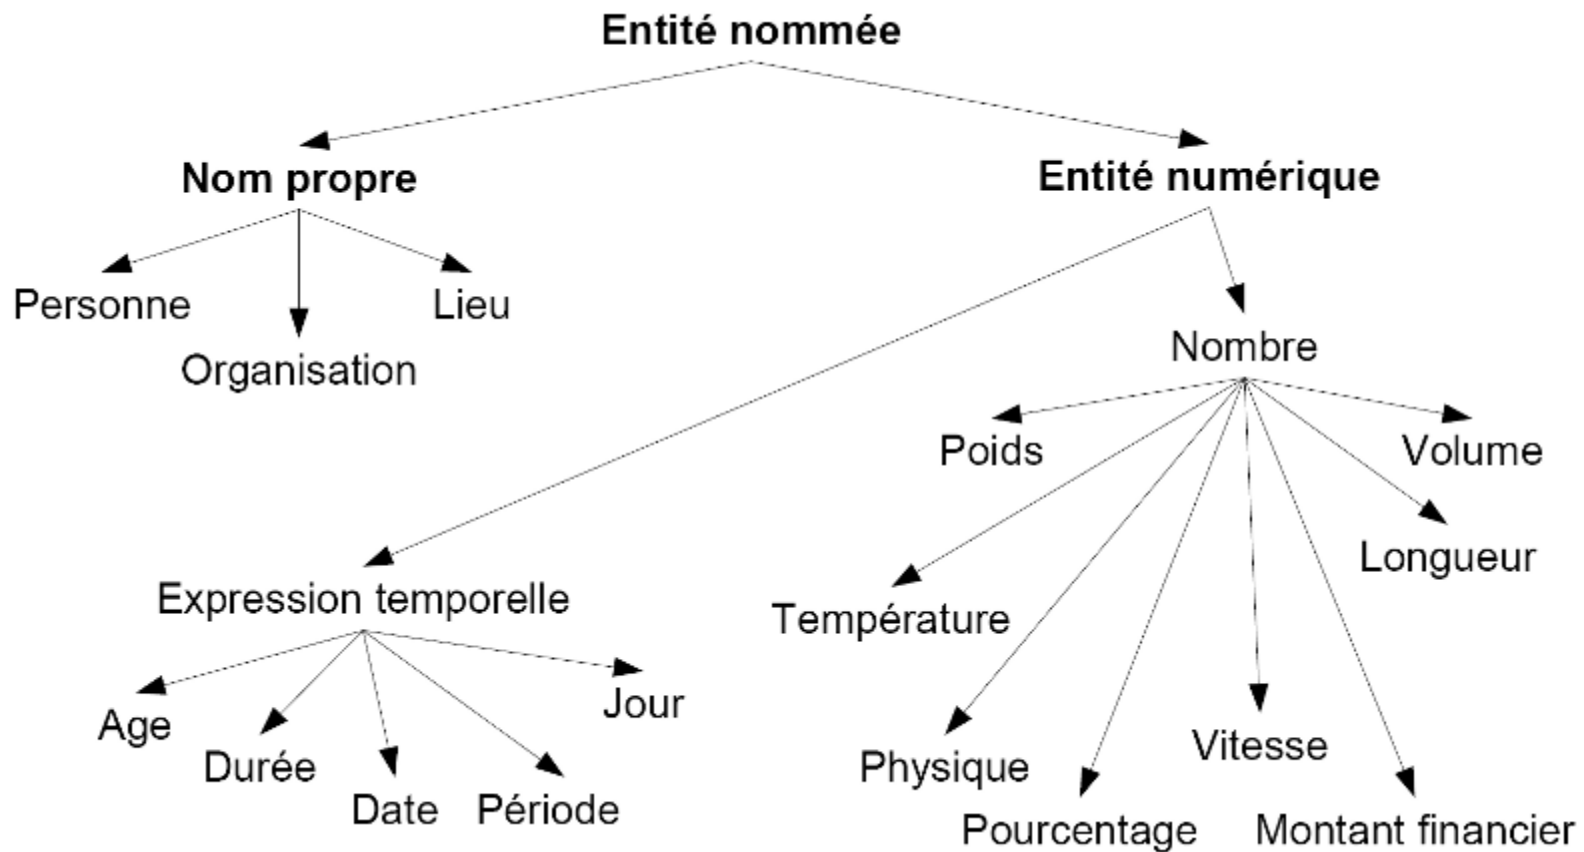 Entité nommée
Nom propre
Entité numérique
Personne
Lieu
Organisation
Nombre
Poids
Volume
Longueur
Expression temporelle
Température
Age
Jour
Durée
Physique
Vitesse
Date
Période
Pourcentage
Montant financier